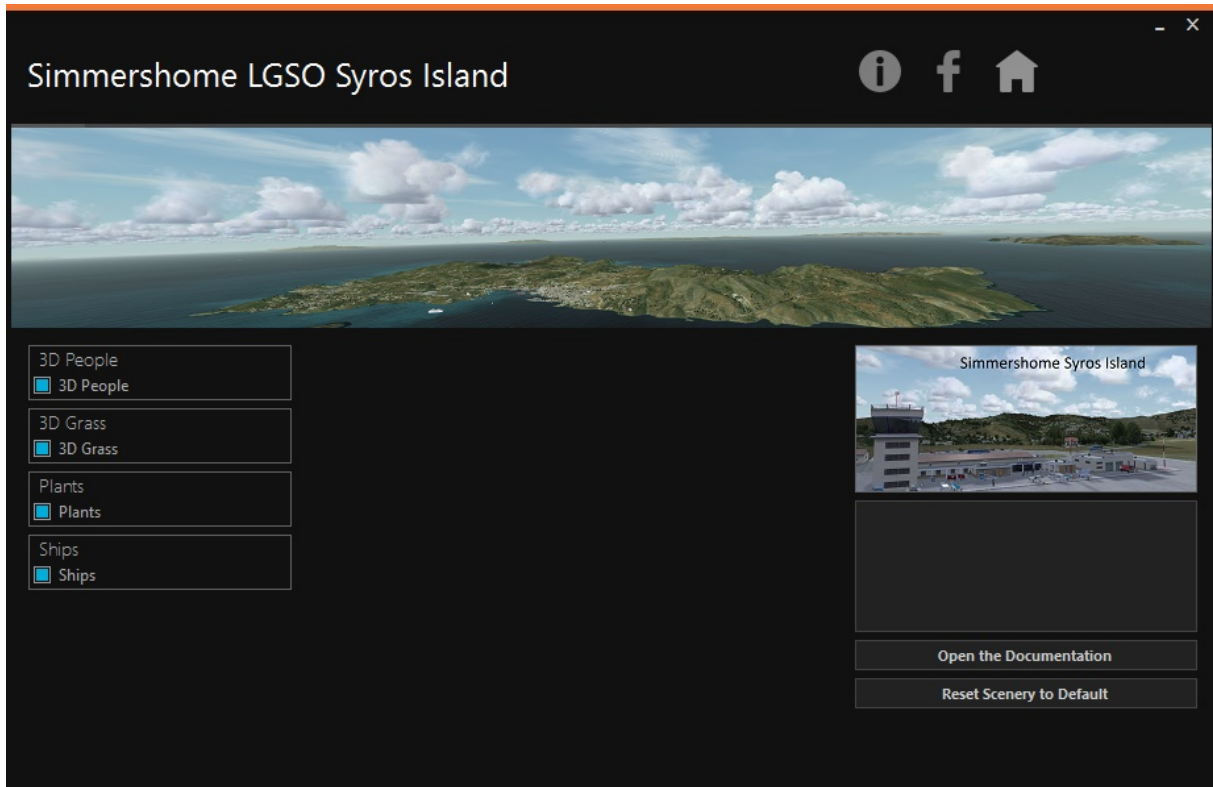 Simmershome LGSO Syros Island
3D People
3D People
3D Grass
3D Grass
Plants
Plants
Ships
Ships
Simmershome Syros Island
Open the Documentation
Reset Scenery to Default